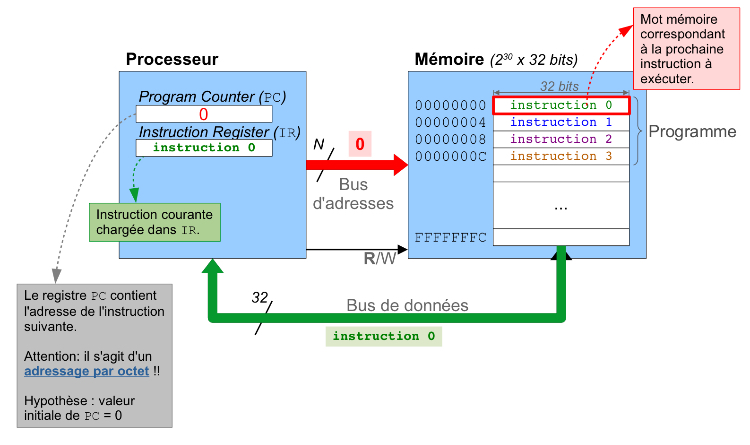 Mot mémoire
correspondant
à la prochaine
instruction à
exécuter.
Processeur
Mémoire (2³⁰ x 32 bits)
32 bits
Program Counter (PC)
0
Instruction Register (IR)
instruction 0
00000000 instruction 0
00000004 instruction 1
00000008 instruction 2
0000000C instruction 3
Programme
...
FFFFFFFC
N
0
Bus
d'adresses
Instruction courante
chargée dans IR.
R/W
32
Bus de données
instruction 0
Le registre PC contient
l'adresse de l'instruction
suivante.
Attention: il s'agit d'un
adressage par octet !!
Hypothèse : valeur
initiale de PC = 0